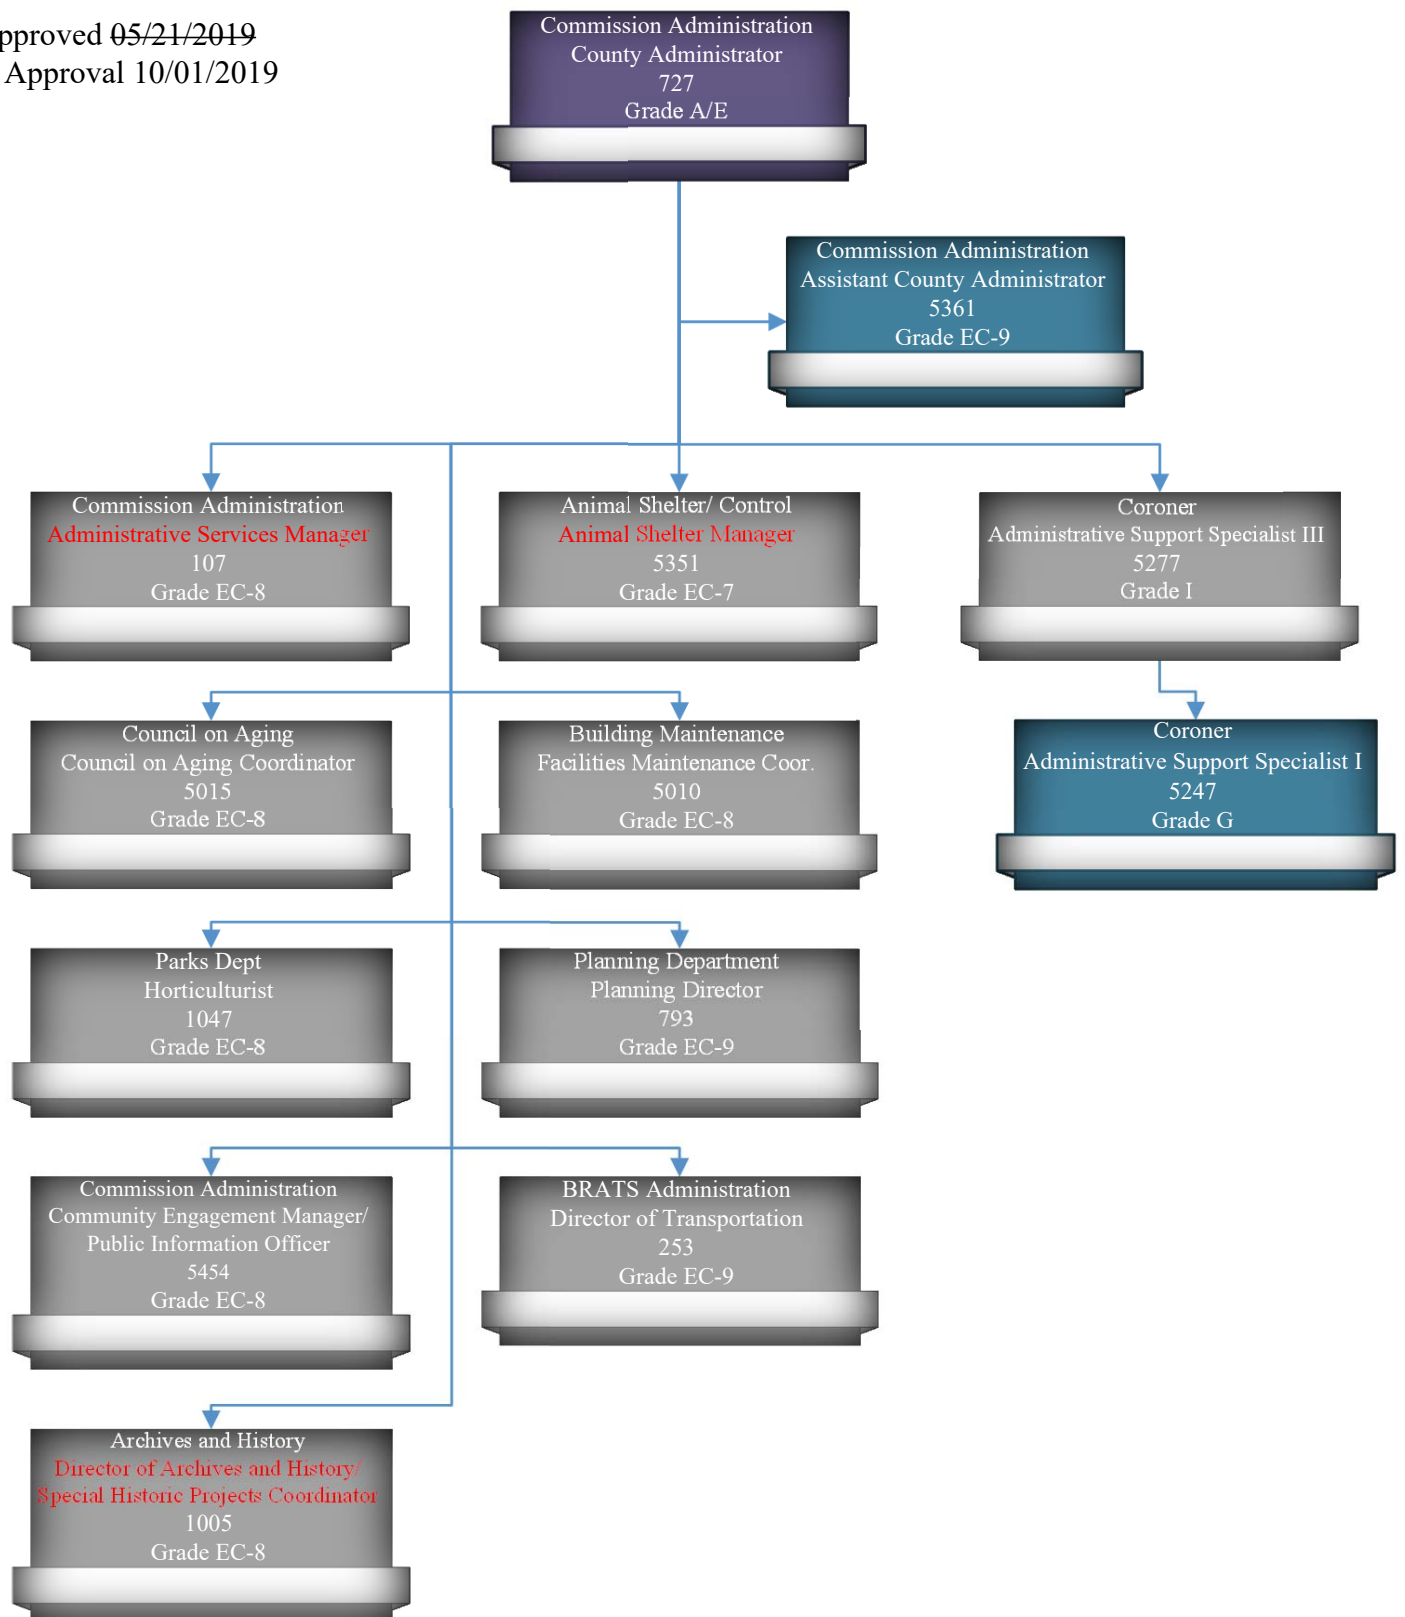 pproved 05/21/2019
Approval 10/01/2019
Commission Administration
County Administrator
727
Grade A/E
Commission Administration
Assistant County Administrator
5361
Grade EC-9
Commission Administration
Administrative Services Manager
107
Grade EC-8
Animal Shelter/ Control
Animal Shelter Manager
5351
Grade EC-7
Coroner
Administrative Support Specialist III
5277
Grade I
Council on Aging
Council on Aging Coordinator
5015
Grade EC-8
Building Maintenance
Facilities Maintenance Coor.
5010
Grade EC-8
Coroner
Administrative Support Specialist I
5247
Grade G
Parks Dept
Horticulturist
1047
Grade EC-8
Planning Department
Planning Director
793
Grade EC-9
Commission Administration
Community Engagement Manager/
Public Information Officer
5454
Grade EC-8
BRATS Administration
Director of Transportation
253
Grade EC-9
Archives and History
Director of Archives and History/
Special Historic Projects Coordinator
1005
Grade EC-8